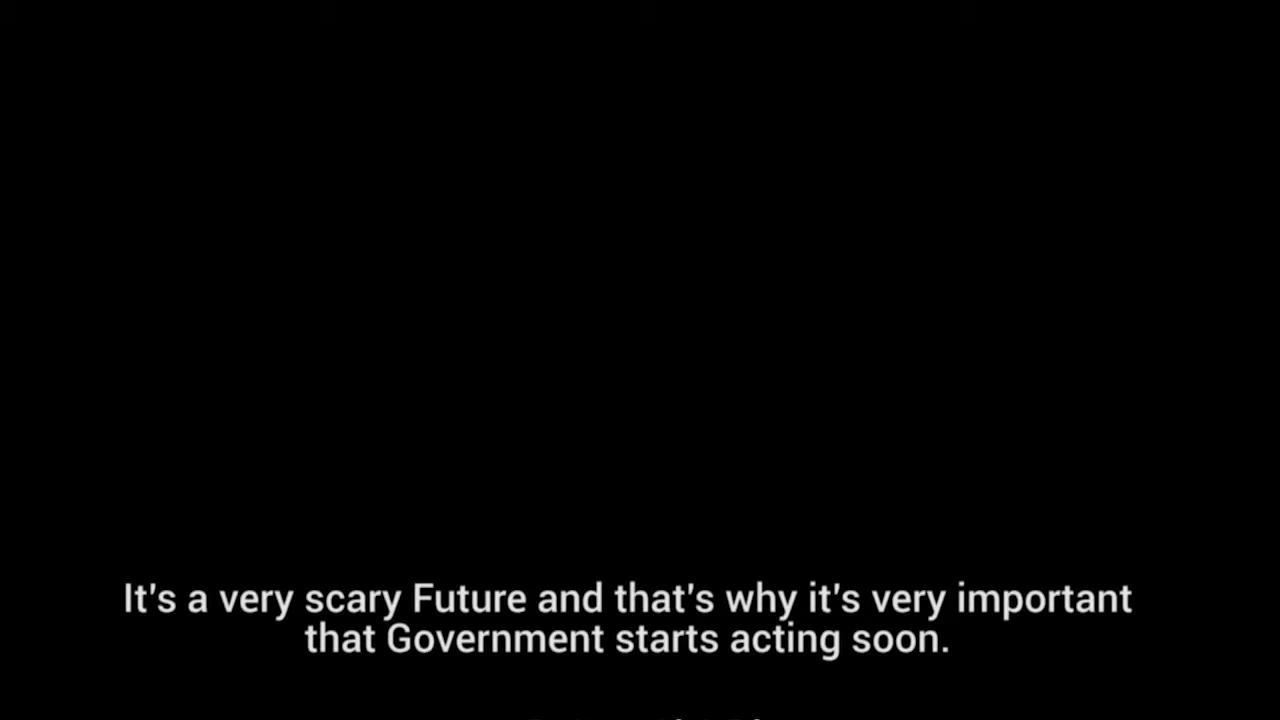 It's a very scary Future and that's why it's very important
that Government starts acting soon.